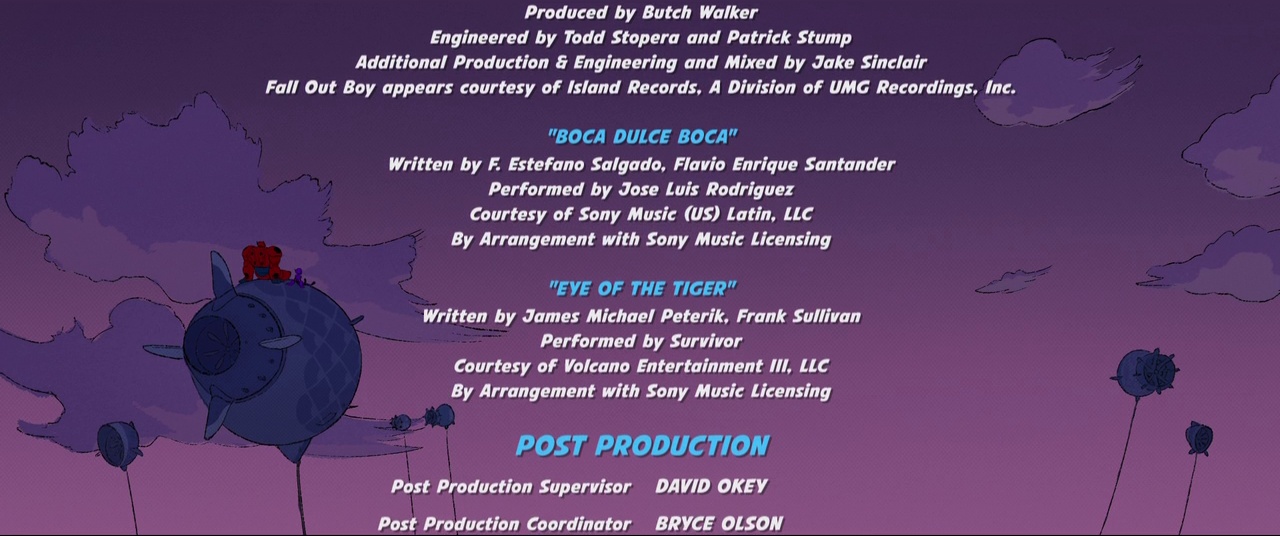 Produced by Butch Walker
Engineered by Todd Stopera and Patrick Stump
Additional Production & Engineering and Mixed by Jake Sinclair
Fall Out Boy appears courtesy of Island Records, A Division of UMG Recordings, Inc.
"BOCA DULCE BOCA"
Written by F. Estefano Salgado, Flavio Enrique Santander
Performed by Jose Luis Rodriguez
Courtesy of Sony Music (US) Latin, LLC
By Arrangement with Sony Music Licensing
"EYE OF THE TIGER"
Written by James Michael Peterik, Frank Sullivan
Performed by Survivor
Courtesy of Volcano Entertainment III, LLC
By Arrangement with Sony Music Licensing
POST PRODUCTION
Post Production Supervisor DAVID OKEY
Post Production Coordinator BRYCE OLSON